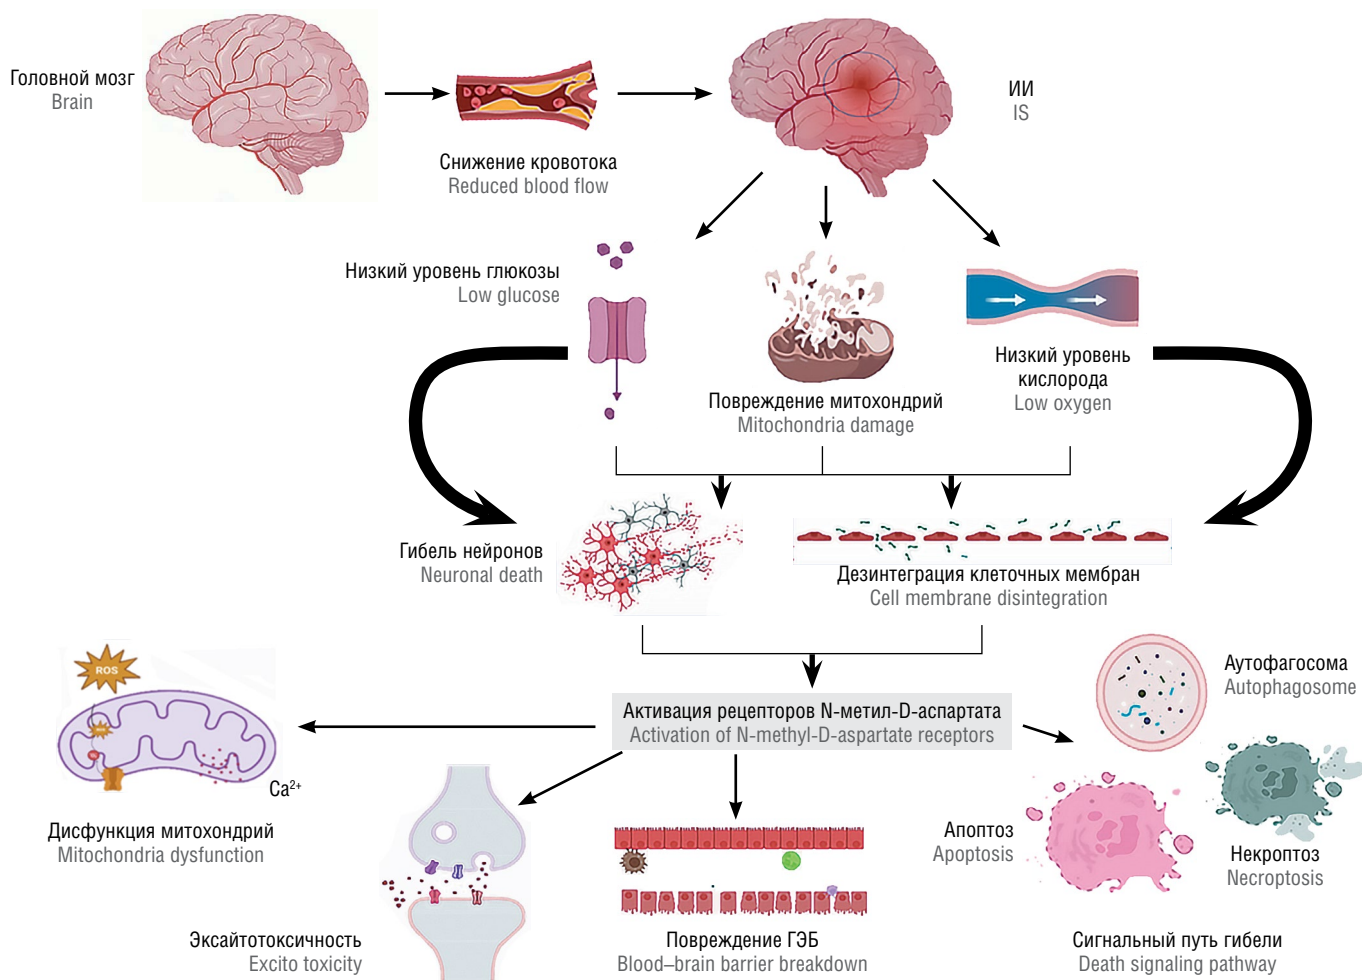 Головной мозг
Brain
Снижение кровотока
Reduced blood flow
ИИ
IS
Низкий уровень глюкозы
Low glucose
Повреждение митохондрий
Mitochondria damage
Низкий уровень
кислорода
Low oxygen
Гибель нейронов
Neuronal death
Дезинтеграция клеточных мембран
Cell membrane disintegration
Активация рецепторов N-метил-D-аспартата
Activation of N-methyl-D-aspartate receptors
ROS
Ca²⁺
Дисфункция митохондрий
Mitochondria dysfunction
Эксайтотоксичность
Excito toxicity
Повреждение ГЭБ
Blood–brain barrier breakdown
Аутофагосома
Autophagosome
Апоптоз
Apoptosis
Некроптоз
Necroptosis
Сигнальный путь гибели
Death signaling pathway